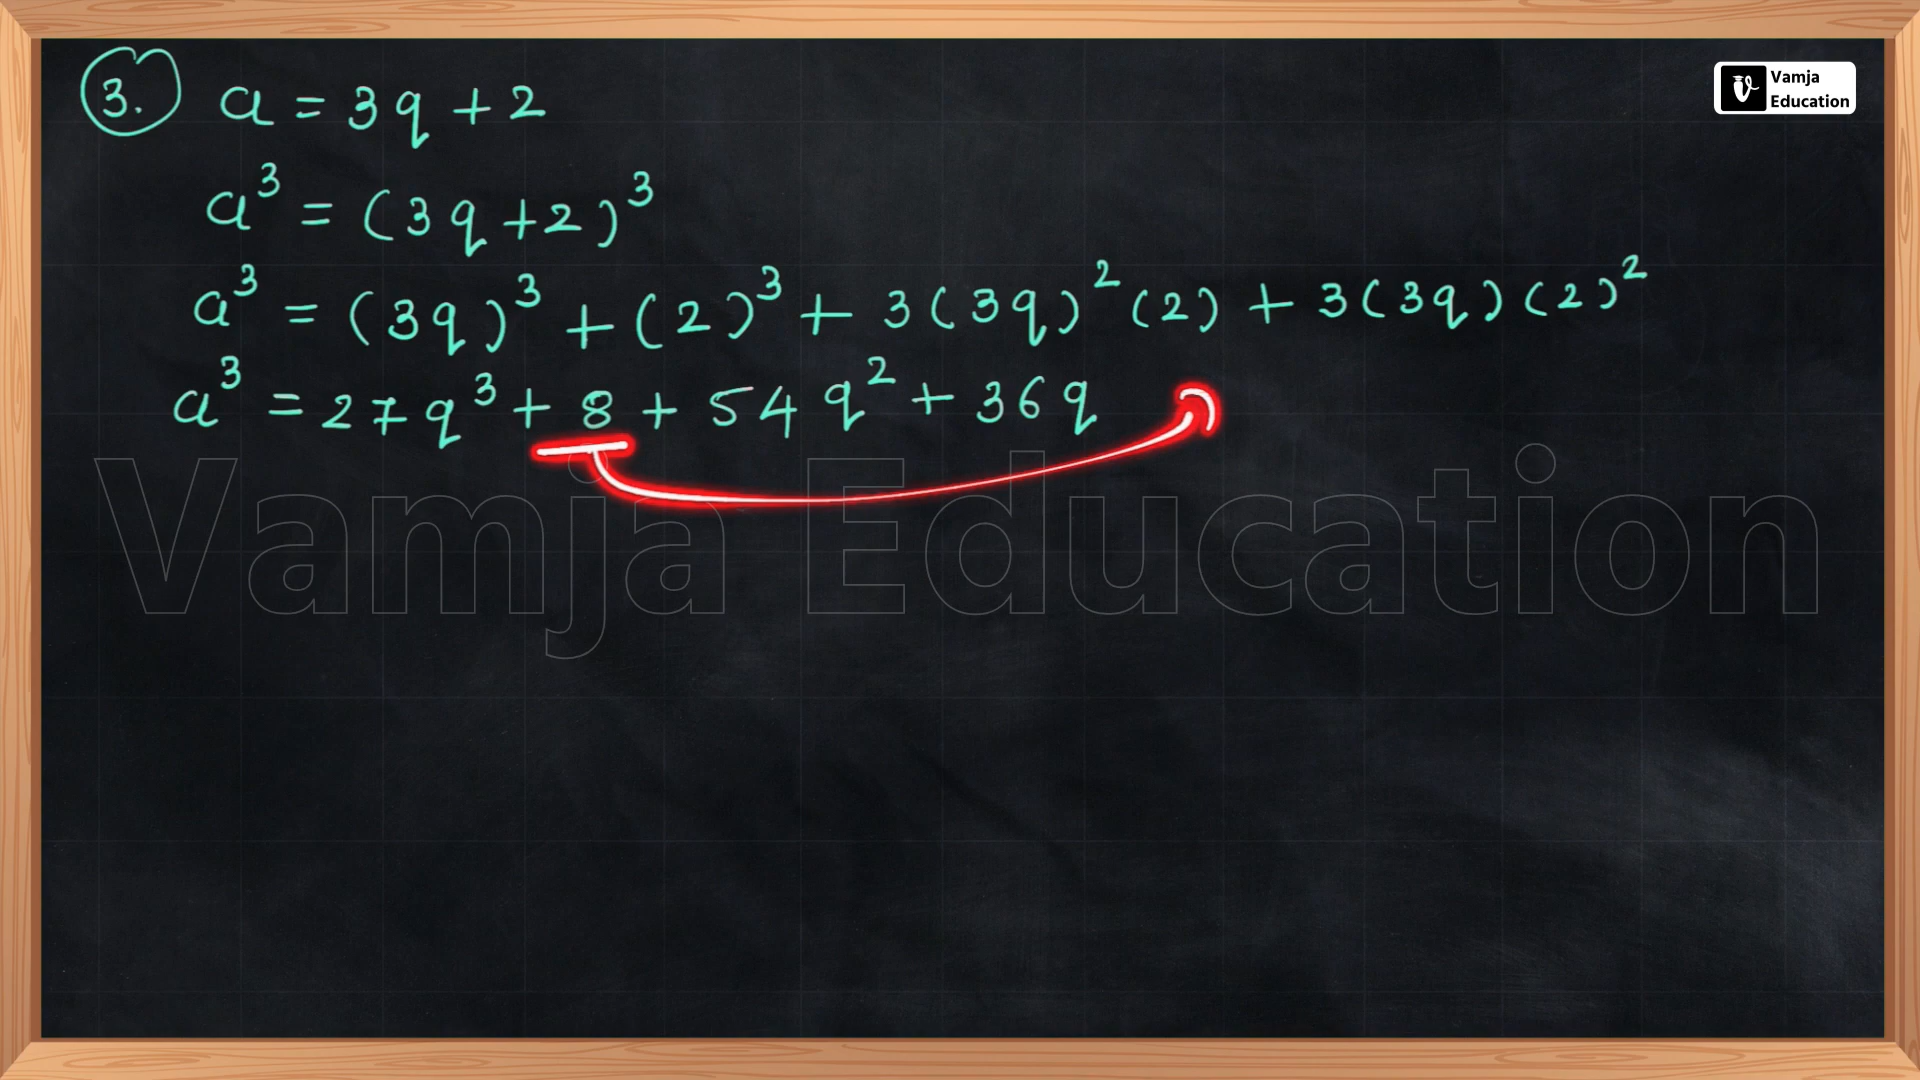 3. a = 3q + 2
Vamja
Education
a³ = (3q + 2)³
a³ = (3q)³ + (2)³ + 3(3q)²(2) + 3(3q)(2)²
a³ = 27q³ + 8 + 54q² + 36q
Vamja Education